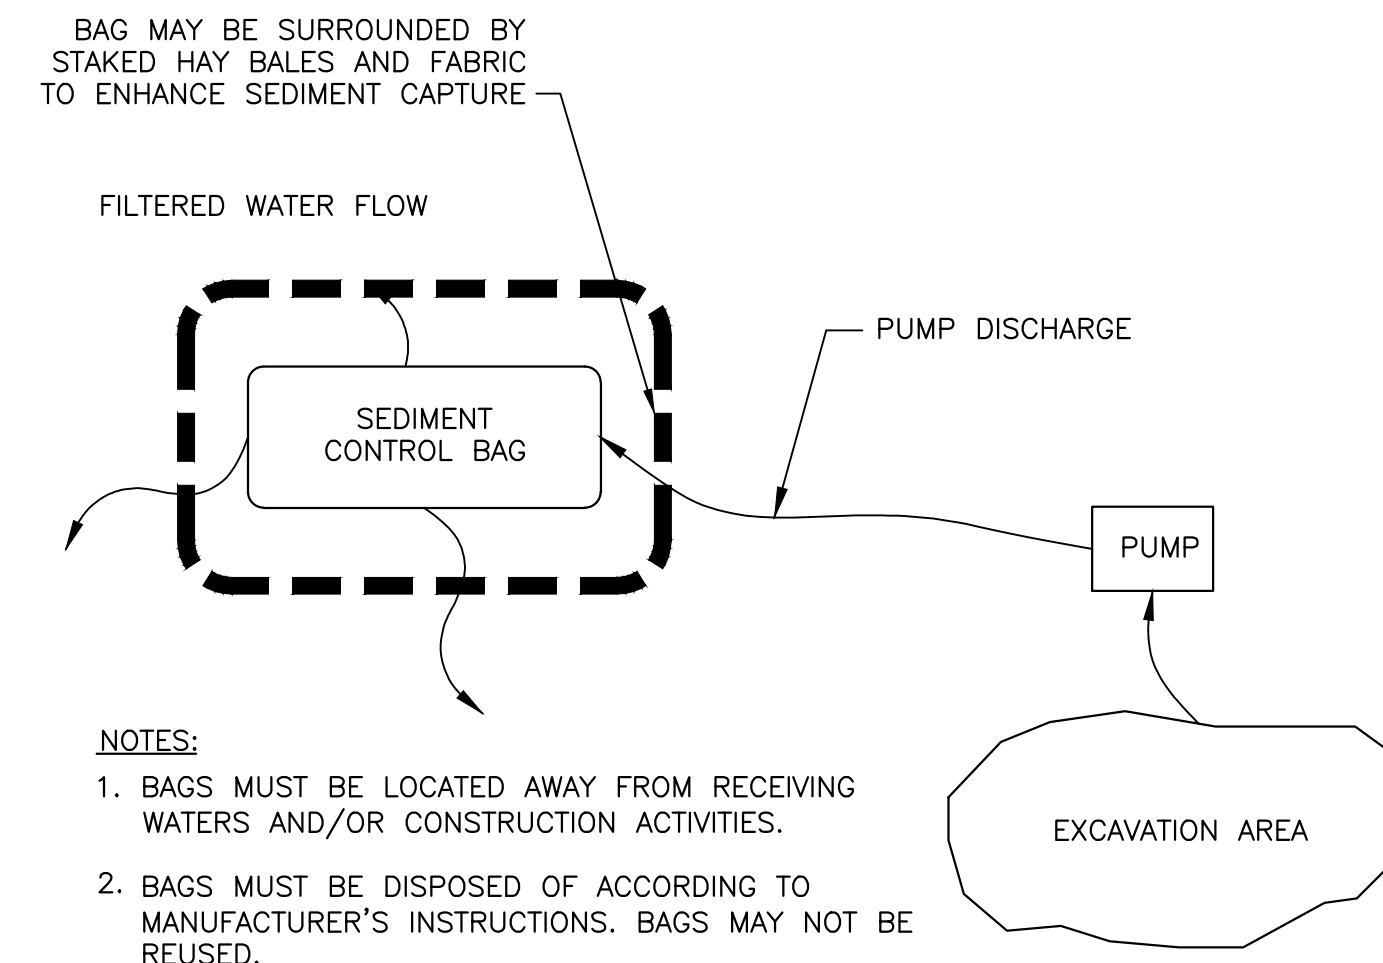 BAG MAY BE SURROUNDED BY
STAKED HAY BALES AND FABRIC
TO ENHANCE SEDIMENT CAPTURE
FILTERED WATER FLOW
PUMP DISCHARGE
SEDIMENT
CONTROL BAG
PUMP
EXCAVATION AREA
NOTES:
1. BAGS MUST BE LOCATED AWAY FROM RECEIVING
WATERS AND/OR CONSTRUCTION ACTIVITIES.
2. BAGS MUST BE DISPOSED OF ACCORDING TO
MANUFACTURER'S INSTRUCTIONS. BAGS MAY NOT BE
REUSED.